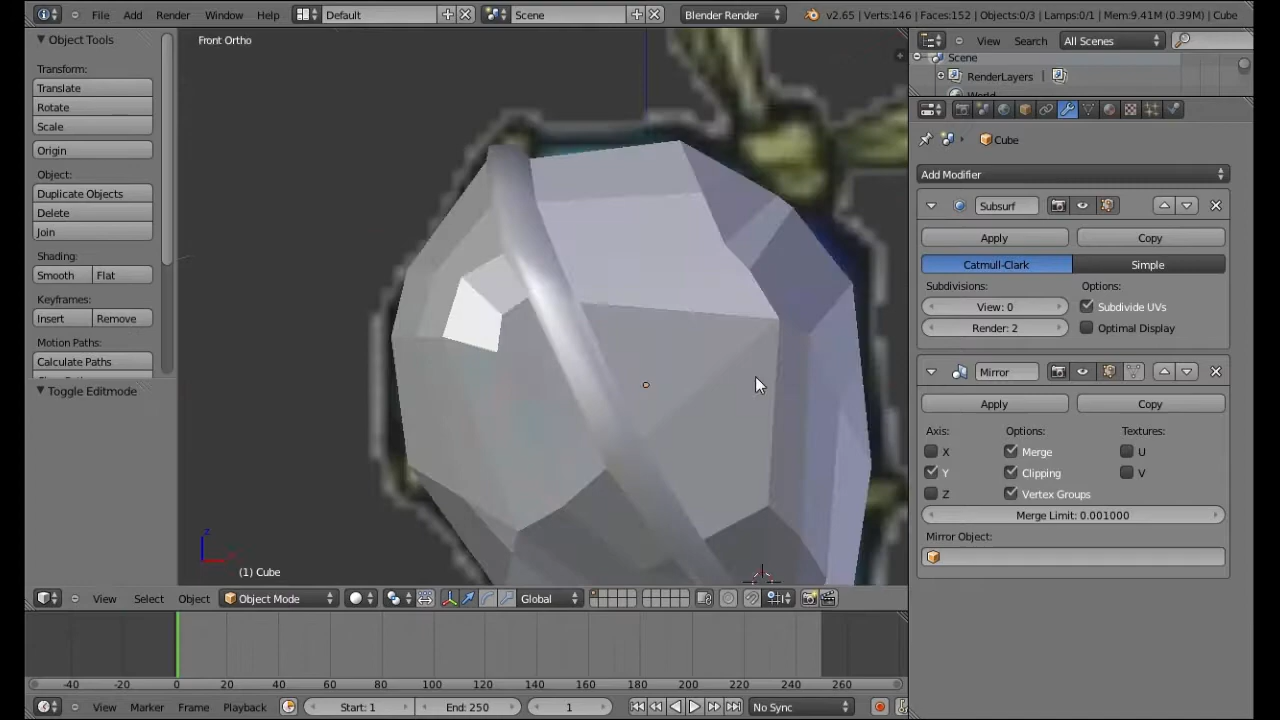 File Add Render Window Help Default Scene Blender Render v2.65 | Verts:146 | Faces:152 | Objects:0/3 | Lamps:0/1 | Mem:9.41M (0.39M) | Cube
Object Tools
Transform:
Translate
Rotate
Scale
Origin
Object:
Duplicate Objects
Delete
Join
Shading:
Smooth Flat
Keyframes:
Insert Remove
Motion Paths:
Calculate Paths
Toggle Editmode
Front Ortho
(1) Cube
View Select Object Object Mode Global
-40 -20 0 20 40 60 80 100 120 140 160 180 200 220 240 260
View Marker Frame Playback Start: 1 End: 250 1 No Sync
View Search All Scenes
Scene
RenderLayers
World
Cube
Add Modifier
Subsurf
Apply Copy
Catmull-Clark Simple
Subdivisions: Options:
View: 0 Subdivide UVs
Render: 2 Optimal Display
Mirror
Apply Copy
Axis: Options: Textures:
X Merge U
Y Clipping V
Z Vertex Groups
Merge Limit: 0.001000
Mirror Object: